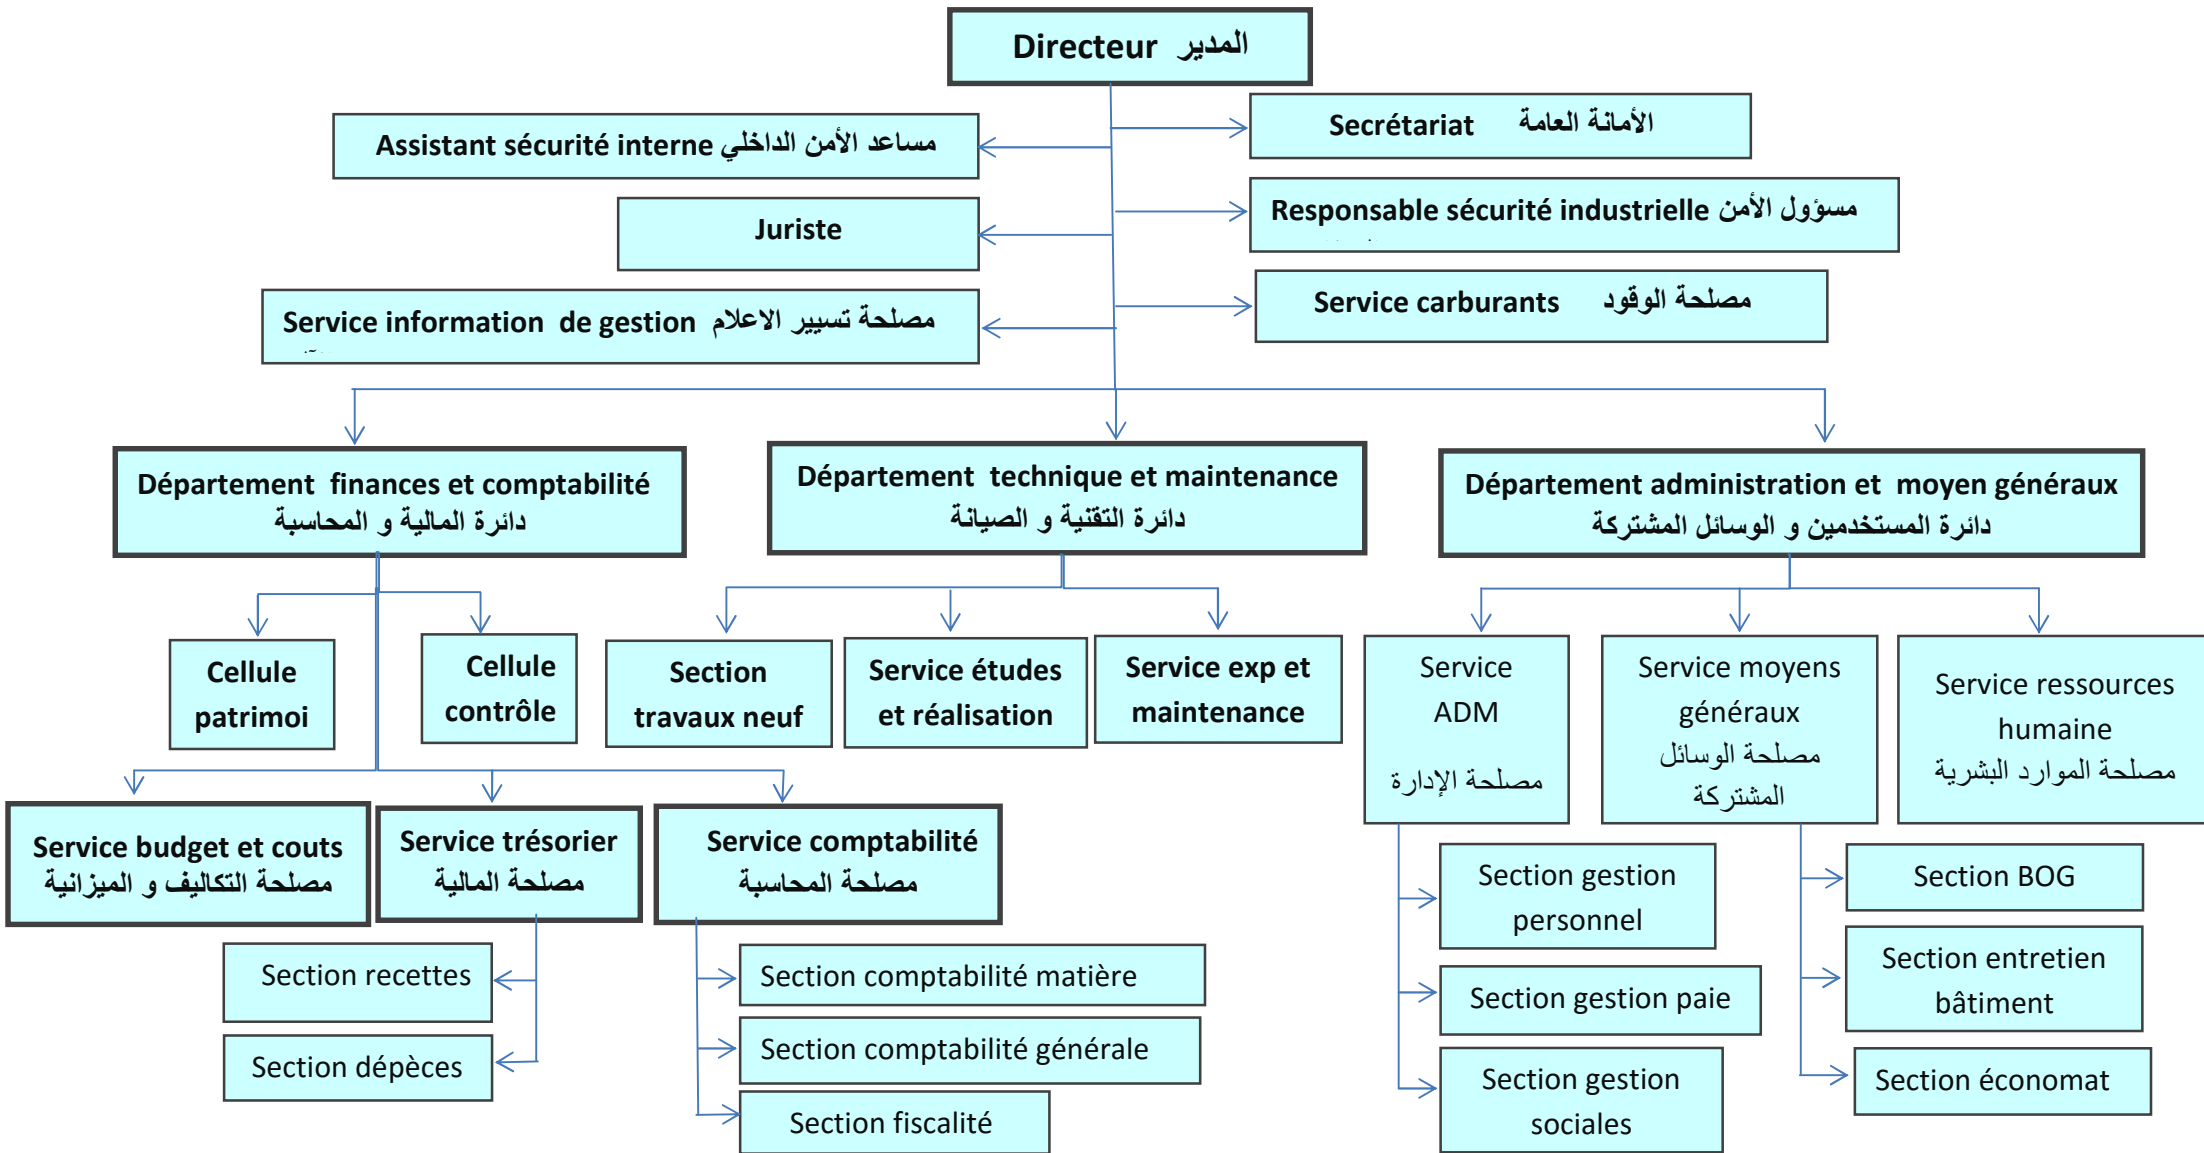 Directeur المدير
Secrétariat الأمانة العامة
Assistant sécurité interne مساعد الأمن الداخلي
Responsable sécurité industrielle مسؤول الأمن
Juriste
Service carburants مصلحة الوقود
Service information de gestion مصلحة تسيير الاعلام
Département finances et comptabilité
دائرة المالية و المحاسبة
Département technique et maintenance
دائرة التقنية و الصيانة
Département administration et moyen généraux
دائرة المستخدمين و الوسائل المشتركة
Cellule
patrimoi
Cellule
contrôle
Section
travaux neuf
Service études
et réalisation
Service exp et
maintenance
Service
ADM
مصلحة الإدارة
Service moyens
généraux
مصلحة الوسائل
المشتركة
Service ressources
humaine
مصلحة الموارد البشرية
Service budget et couts
مصلحة التكاليف و الميزانية
Service trésorier
مصلحة المالية
Service comptabilité
مصلحة المحاسبة
Section recettes
Section dépèces
Section comptabilité matière
Section comptabilité générale
Section fiscalité
Section gestion
personnel
Section gestion paie
Section gestion
sociales
Section BOG
Section entretien
bâtiment
Section économat